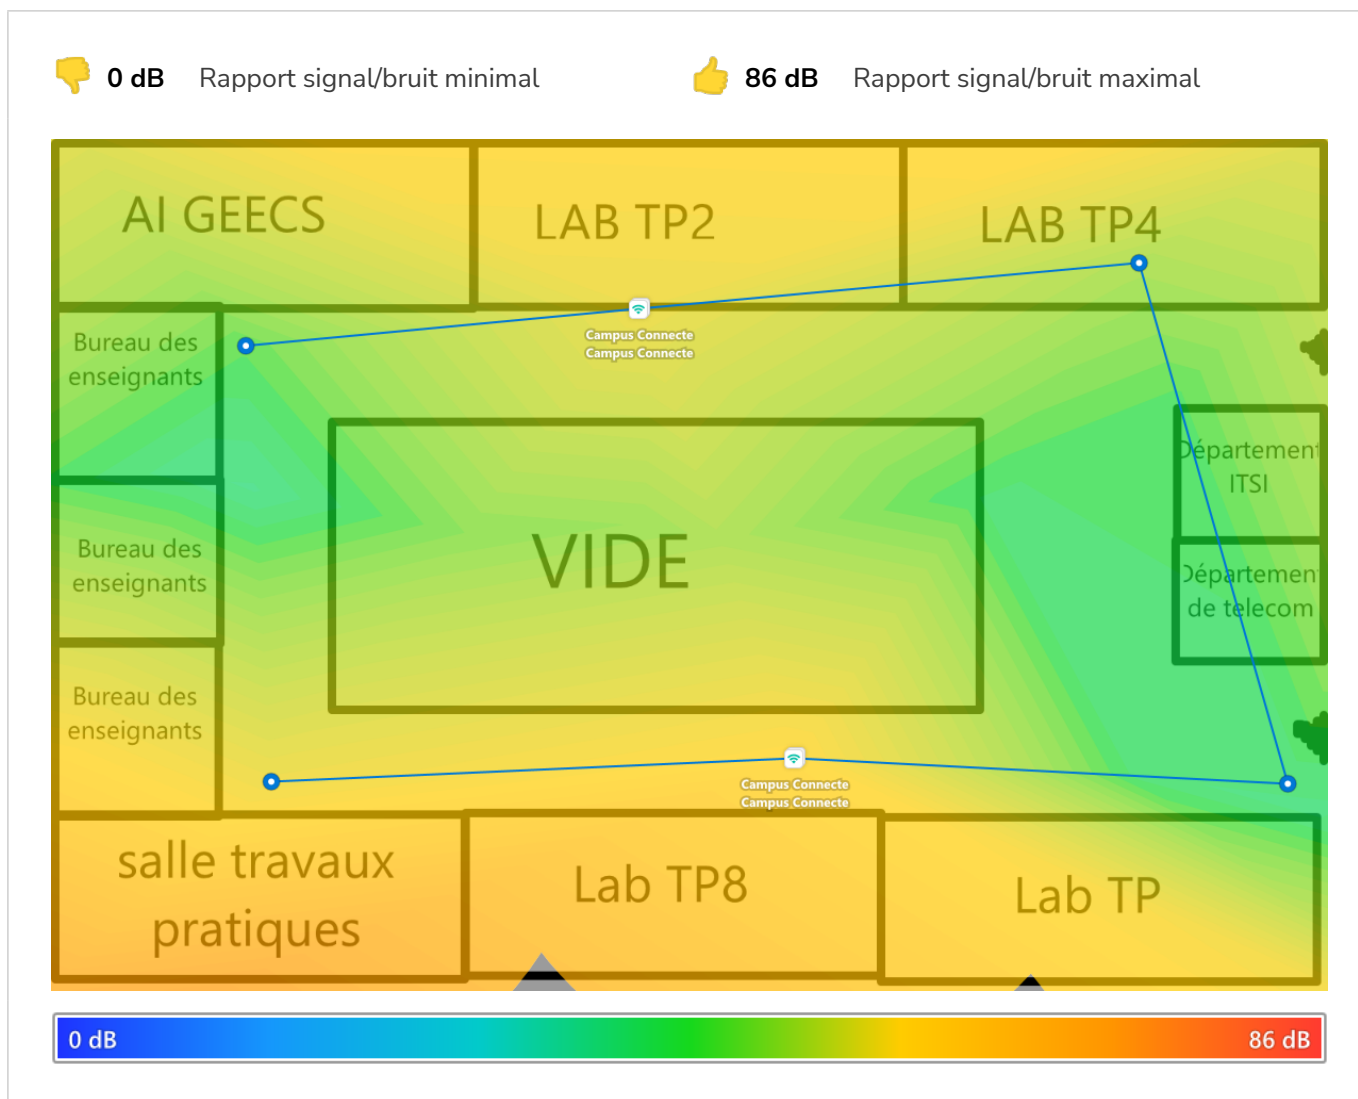 0 dB Rapport signal/bruit minimal
86 dB Rapport signal/bruit maximal
AI GEECS
LAB TP2
LAB TP4
Campus Connecte
Campus Connecte
Bureau des
enseignants
Département
ITSI
VIDE
Bureau des
enseignants
Départemen
de telecom
Bureau des
enseignants
Campus Connecte
Campus Connecte
salle travaux
pratiques
Lab TP8
Lab TP
0 dB
86 dB